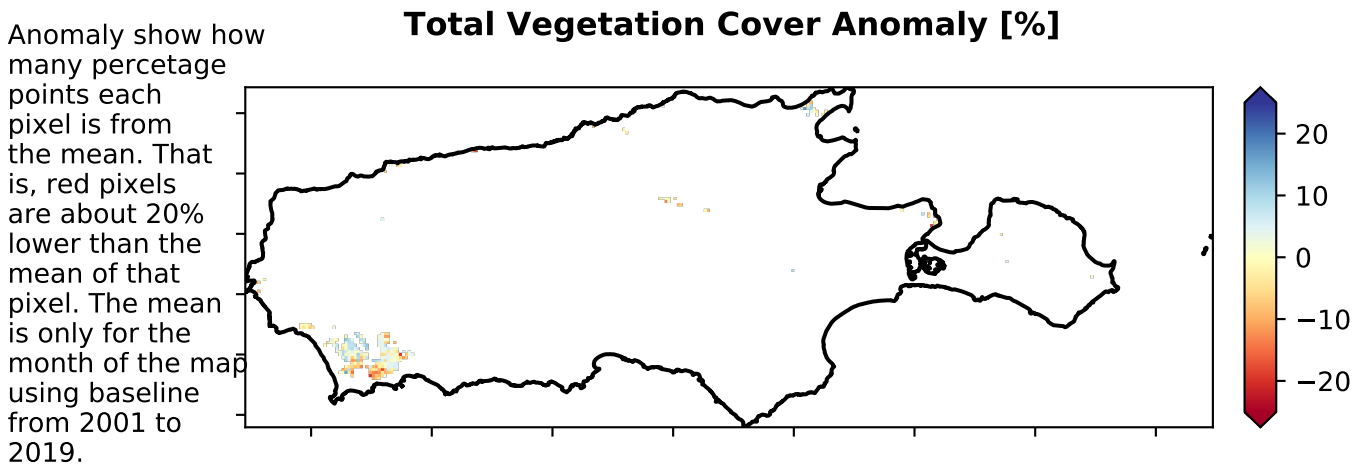 Total Vegetation Cover Anomaly [%]
Anomaly show how
many percetage
points each
pixel is from
the mean. That
is, red pixels
are about 20%
lower than the
mean of that
pixel. The mean
is only for the
month of the map
using baseline
from 2001 to
2019.
20
10
0
−10
−20